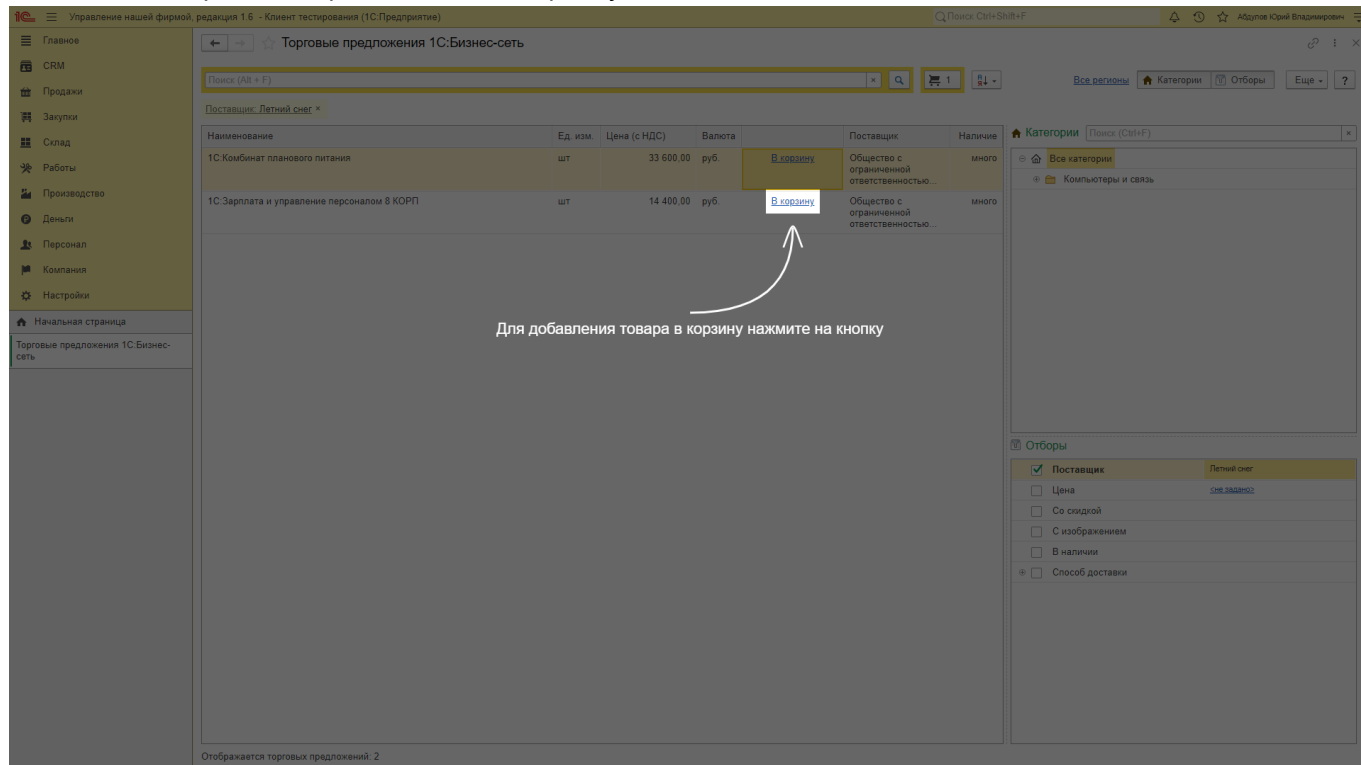 Управление нашей фирмой, редакция 1.6 - Клиент тестирования (1С:Предприятие)
Поиск Ctrl+Shift+F
Абдулов Юрий Владимирович
Главное
CRM
Продажи
Закупки
Склад
Работы
Производство
Деньги
Персонал
Компания
Настройки
Начальная страница
Торговые предложения 1С:Бизнес-
сеть
Торговые предложения 1С:Бизнес-сеть
Поиск (Alt + F)
1
Все регионы
Категории
Отборы
Еще
?
Поставщик: Летний снег ×
Наименование Ед. изм. Цена (с НДС) Валюта Поставщик Наличие
1С:Комбинат планового питания шт 33 600,00 руб. В корзину Общество с много
ограниченной
ответственностью...
1С:Зарплата и управление персоналом 8 КОРП шт 14 400,00 руб. В корзину Общество с много
ограниченной
ответственностью...
Для добавления товара в корзину нажмите на кнопку
Категории
Поиск (Ctrl+F)
Все категории
Компьютеры и связь
Отборы
Поставщик Летний снег
Цена <не задано>
Со скидкой
С изображением
В наличии
Способ доставки
Отображается торговых предложений: 2